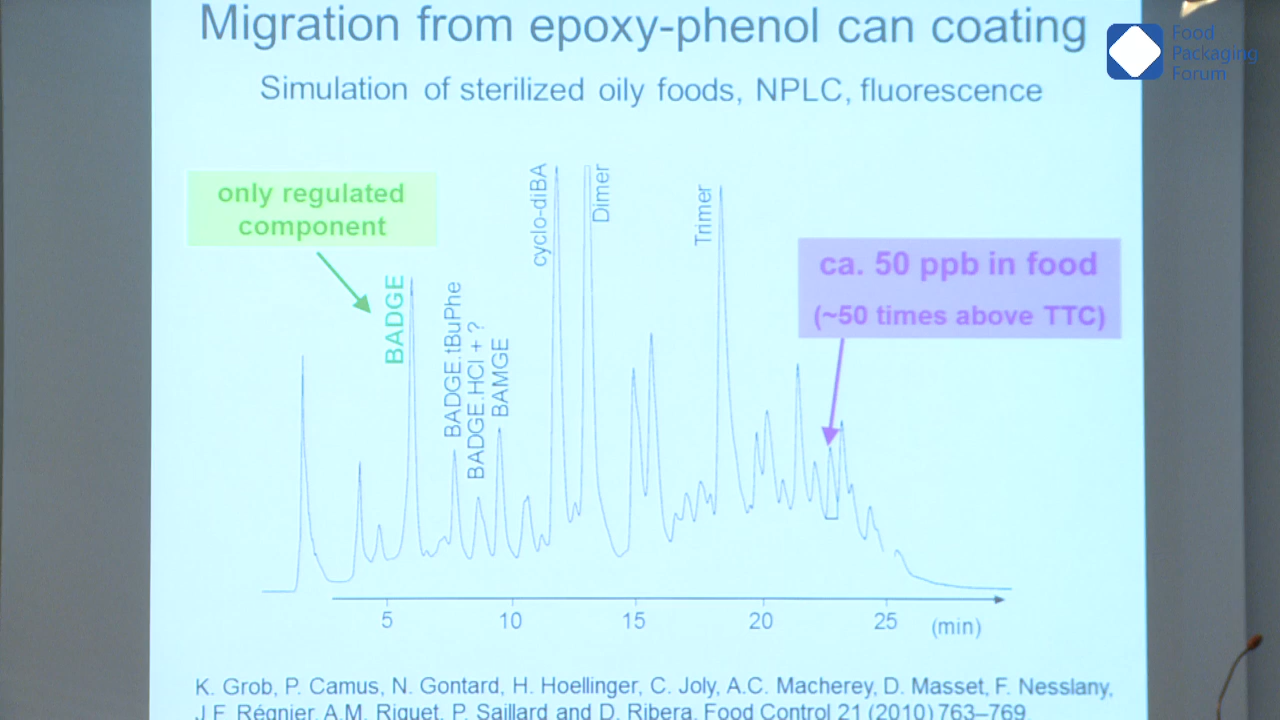 Migration from epoxy-phenol can coating
Food
Packaging
Forum
Simulation of sterilized oily foods, NPLC, fluorescence
only regulated
component
BADGE
BADGE.tBuPhe
BADGE.HCl + ?
BAMGE
cyclo-diBA
Dimer
Trimer
ca. 50 ppb in food
(~50 times above TTC)
5 10 15 20 25 (min)
K. Grob, P. Camus, N. Gontard, H. Hoellinger, C. Joly, A.C. Macherey, D. Masset, F. Nesslany,
J.F. Régnier, A.M. Riquet, P. Saillard and D. Ribera, Food Control 21 (2010) 763–769.